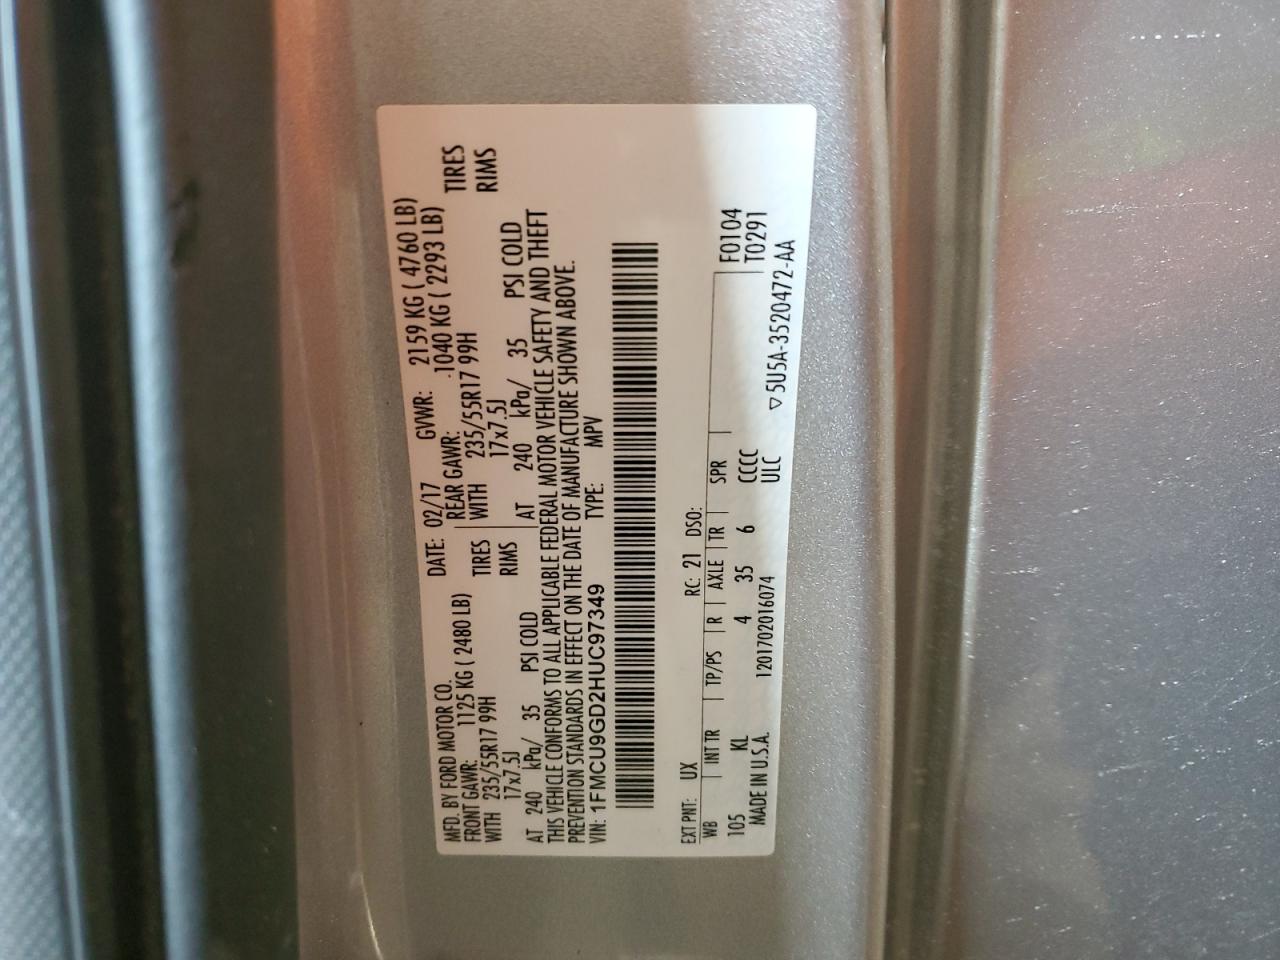 MFD. BY FORD MOTOR CO. DATE: 02/17 GVWR: 2159 KG ( 4760 LB)
FRONT GAWR: 1125 KG ( 2480 LB) REAR GAWR: 1040 KG ( 2293 LB)
WITH 235/55R17 99H TIRES WITH 235/55R17 99H TIRES
17x7.5J RIMS 17x7.5J RIMS
AT 240 kPa/ 35 PSI COLD AT 240 kPa/ 35 PSI COLD
THIS VEHICLE CONFORMS TO ALL APPLICABLE FEDERAL MOTOR VEHICLE SAFETY AND THEFT
PREVENTION STANDARDS IN EFFECT ON THE DATE OF MANUFACTURE SHOWN ABOVE.
VIN: 1FMCU9GD2HUC97349 TYPE: MPV
EXT PNT: UX RC: 21 DSO:
WB INT TR TP/PS R AXLE TR SPR F0104
105 KL 4 35 6 CCCC T0291
MADE IN U.S.A. 1201702016074 ULC
▽5U5A-3520472-AA